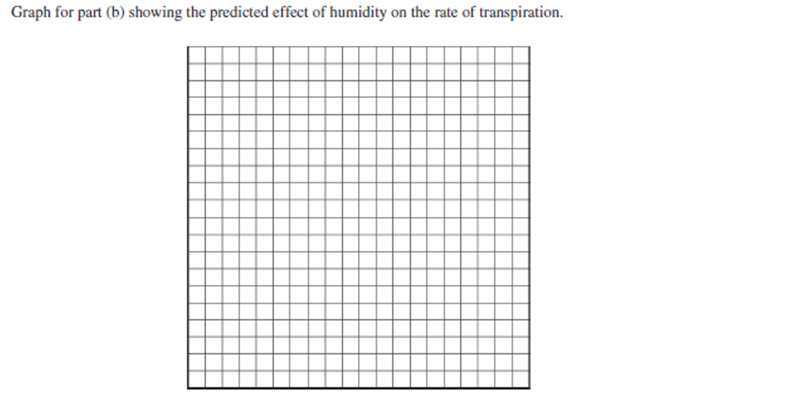 Graph for part (b) showing the predicted effect of humidity on the rate of transpiration.